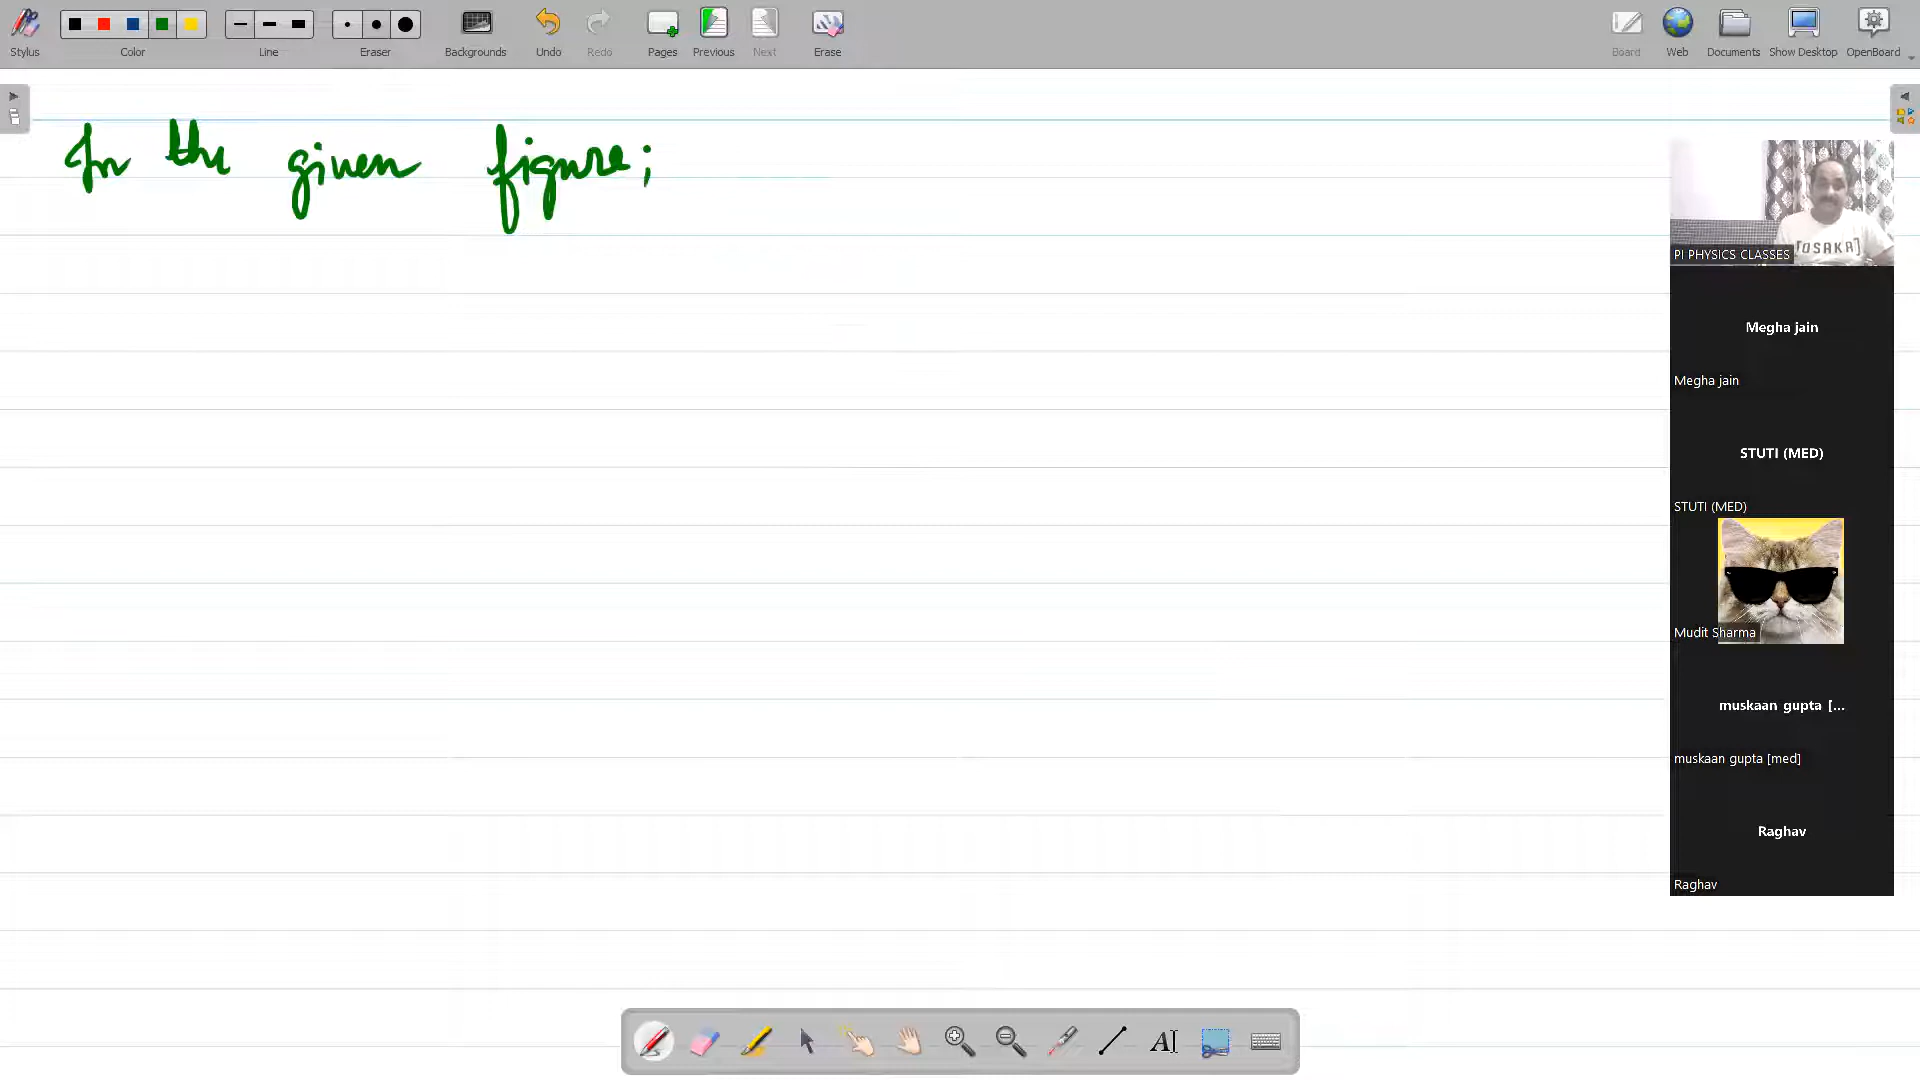 Stylus
Color
Line
Eraser
Backgrounds
Undo
Redo
Pages
Previous
Next
Erase
Board
Web
Documents
Show Desktop
OpenBoard
In the given figure;
[OSAKA]
PI PHYSICS CLASSES
Megha jain
Megha jain
STUTI (MED)
STUTI (MED)
Mudit Sharma
muskaan gupta [...
muskaan gupta [med]
Raghav
Raghav